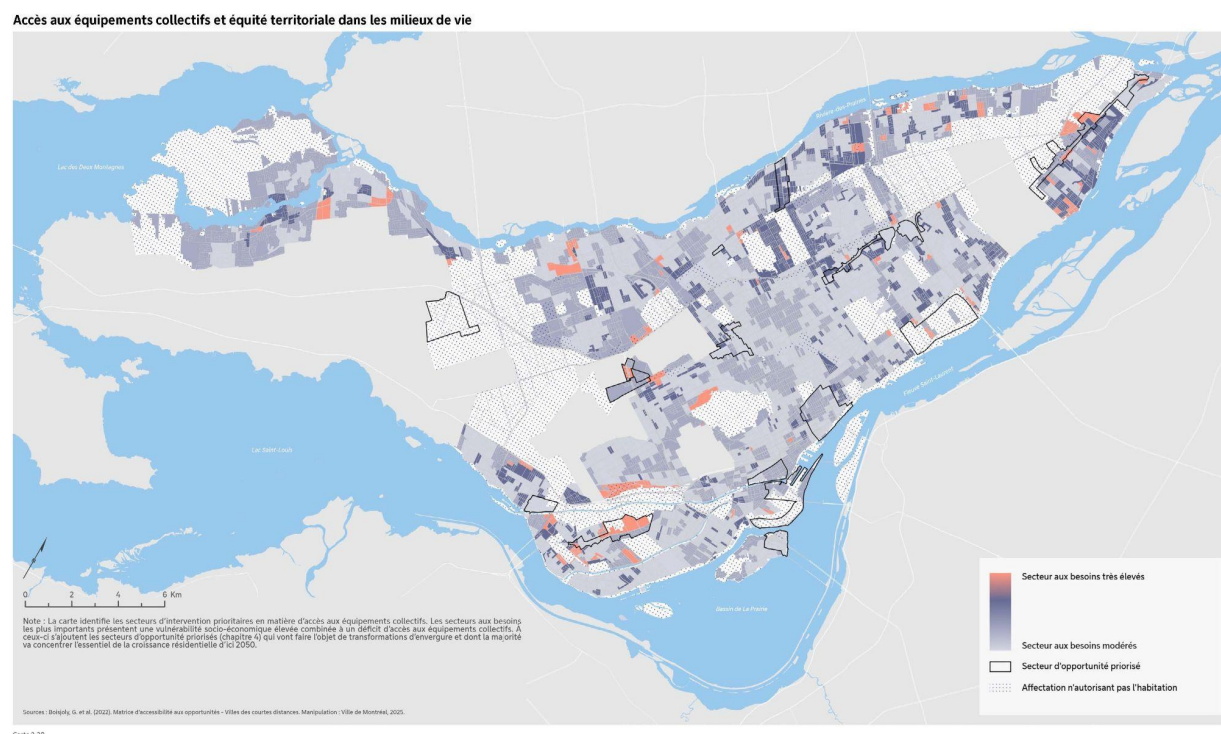 Accès aux équipements collectifs et équité territoriale dans les milieux de vie
Rivière-des-Prairies
Lac des Deux Montagnes
Fleuve Saint-Laurent
Lac Saint-Louis
Bassin de La Prairie
0 2 4 6 Km
Note : La carte identifie les secteurs d'intervention prioritaires en matière d'accès aux équipements collectifs. Les secteurs aux besoins
les plus importants présentent une vulnérabilité socio-économique élevée combinée à un déficit d'accès aux équipements collectifs. À
ceux-ci s'ajoutent les secteurs d'opportunité priorisés (chapitre 4) qui vont faire l'objet de transformations d'envergure et dont la majorité
va concentrer l'essentiel de la croissance résidentielle d'ici 2050.
Secteur aux besoins très élevés
Secteur aux besoins modérés
Secteur d'opportunité priorisé
Affectation n'autorisant pas l'habitation
Sources : Boisjoly, G. et al. (2022). Matrice d'accessibilité aux opportunités - Villes des courtes distances. Manipulation : Ville de Montréal, 2025.